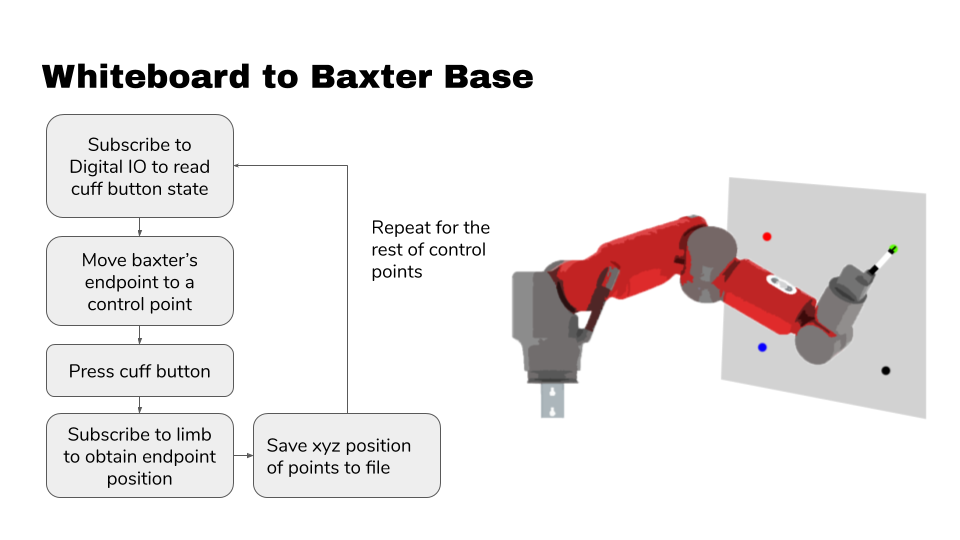 Whiteboard to Baxter Base
Subscribe to
Digital IO to read
cuff button state
Move baxter's
endpoint to a
control point
Press cuff button
Subscribe to limb
to obtain endpoint
position
Save xyz position
of points to file
Repeat for the
rest of control
points